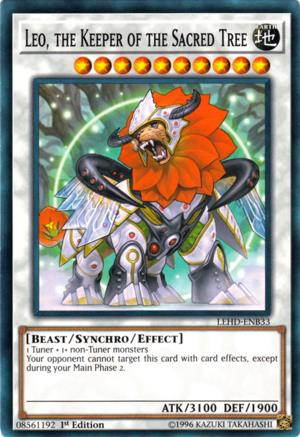 LEO, THE KEEPER OF THE SACRED TREE
EARTH
地
LEHD-ENB33
[BEAST/SYNCHRO/EFFECT]
1 Tuner + 1+ non-Tuner monsters
Your opponent cannot target this card with card effects, except
during your Main Phase 2.
ATK/3100 DEF/1900
08561192 1st Edition ©1996 KAZUKI TAKAHASHI